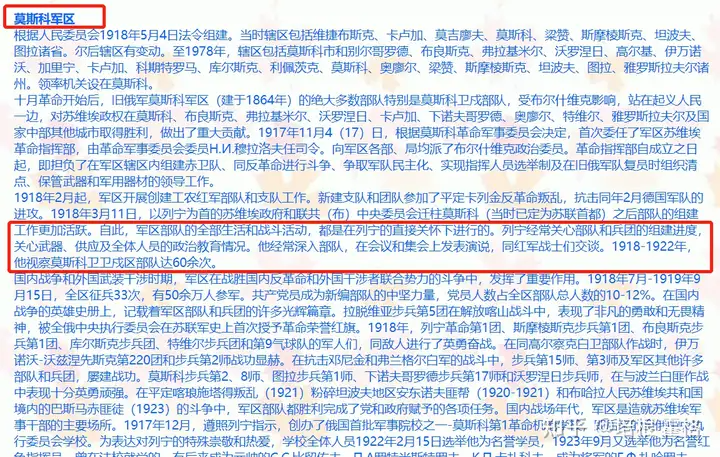 莫斯科军区
根据人民委员会1918年5月4日法令组建。当时辖区包括维捷布斯克、卡卢加、莫吉廖夫、莫斯科、梁赞、斯摩棱斯克、坦波夫、
图拉诸省。尔后辖区有变动。至1978年，辖区包括莫斯科市和别尔哥罗德、布良斯克、弗拉基米尔、沃罗涅日、高尔基、伊万诺
沃、加里宁、卡卢加、科斯特罗马、库尔斯克、利佩茨克、莫斯科、奥廖尔、梁赞、斯摩棱斯克、坦波夫、图拉、雅罗斯拉夫尔诸
州。领率机关设在莫斯科。
十月革命开始后，旧俄军莫斯科军区（建于1864年）的绝大多数部队特别是莫斯科卫戍部队，受布尔什维克影响，站在起义人民
一边，对苏维埃政权在莫斯科、布良斯克、弗拉基米尔、沃罗涅日、卡卢加、下诺夫哥罗德、奥廖尔、特维尔、雅罗斯拉夫尔及国
家中部其他城市取得胜利，做出了重大贡献。1917年11月4（17）日，根据莫斯科革命军事委员会决定，首次委任了军区苏维埃
革命指挥部，由革命军事委员会委员Н.И.穆拉洛夫任司令。向军区各部、局均派了布尔什维克政治委员。革命指挥部自成立之日
起，即担负了在军区辖区内组建赤卫队、同反革命进行斗争、争取军队民主化、实现指挥人员选举制及在旧俄军队复员时组织清
点、保管武器和军用器材的领导工作。
1918年2月起，军区开展创建工农红军部队和支队工作。新建支队和团队参加了平定卡列金反革命叛乱，抗击同年2月德国军队的
进攻。1918年3月11日，以列宁为首的苏维埃政府和联共（布）中央委员会迁往莫斯科（当时已定为苏联首都）之后部队的组建
工作更加活跃。自此，军区部队的全部生活和战斗活动，都是在列宁的直接关怀下进行的。列宁经常关心部队和兵团的组建进度，
关心武器、供应及全体人员的政治教育情况。他经常深入部队，在会议和集会上发表演说，同红军战士们交谈。1918-1922年，
他视察莫斯科卫卫戍区部队达60余次。
国内战争和外国武装干涉时期，军区在战胜国内反革命和外国干涉者联合势力的斗争中，发挥了重要作用。1918年7月-1919年9
月15日，全区征兵33次，有50余万人参军。共产党员成为新编部队的中坚力量，党员人数占全区部队总人数的10-12%。在国内
战争的英雄史册上，记载着军区部队和兵团的许多光辉篇章。拉脱维亚步兵第5团在解放喀山战斗中，表现了非凡的勇敢和无畏精
神，被全俄中央执行委员会在苏联军史上首次授予革命荣誉红旗。1918年，列宁革命第1团、斯摩棱斯克步兵第1团、布良斯克步
兵第1团、库尔斯克步兵团、特维尔步兵团和第9气球队的军人们，同敌人进行了英勇奋战。在同高尔察克白卫部队作战时，伊万
诺沃-沃兹涅先斯克第220团和步兵第2师战功显赫。在抗击邓尼金和弗兰格尔白军的战斗中，步兵第15师、第3师及军区其他许多
部队和兵团，屡建战功。莫斯科步兵第2、8师、图拉步兵第1师、下诺夫哥罗德步兵第17师和沃罗涅日步兵师，在与波兰白匪作战
中表现十分英勇顽强。在平定喀琅施塔得叛乱（1921）粉碎坦波夫地区安东诺夫匪帮（1920-1921）和布哈拉人民苏维埃共和国
境内的巴斯马赤匪徒（1923）的斗争中，军区部队都胜利完成了党和政府赋予的各项任务。国内战场年代，军区是造就苏维埃军
事干部的主要场所。1917年12月，遵照列宁指示，创办了俄国首批军事院校之一-莫斯科第1革命机
行委员会学校。为表达对列宁的特殊崇敬和热爱，学校全体人员1922年2月15日选举他为名誉学员，1923年9月又选举他为名誉红
知乎